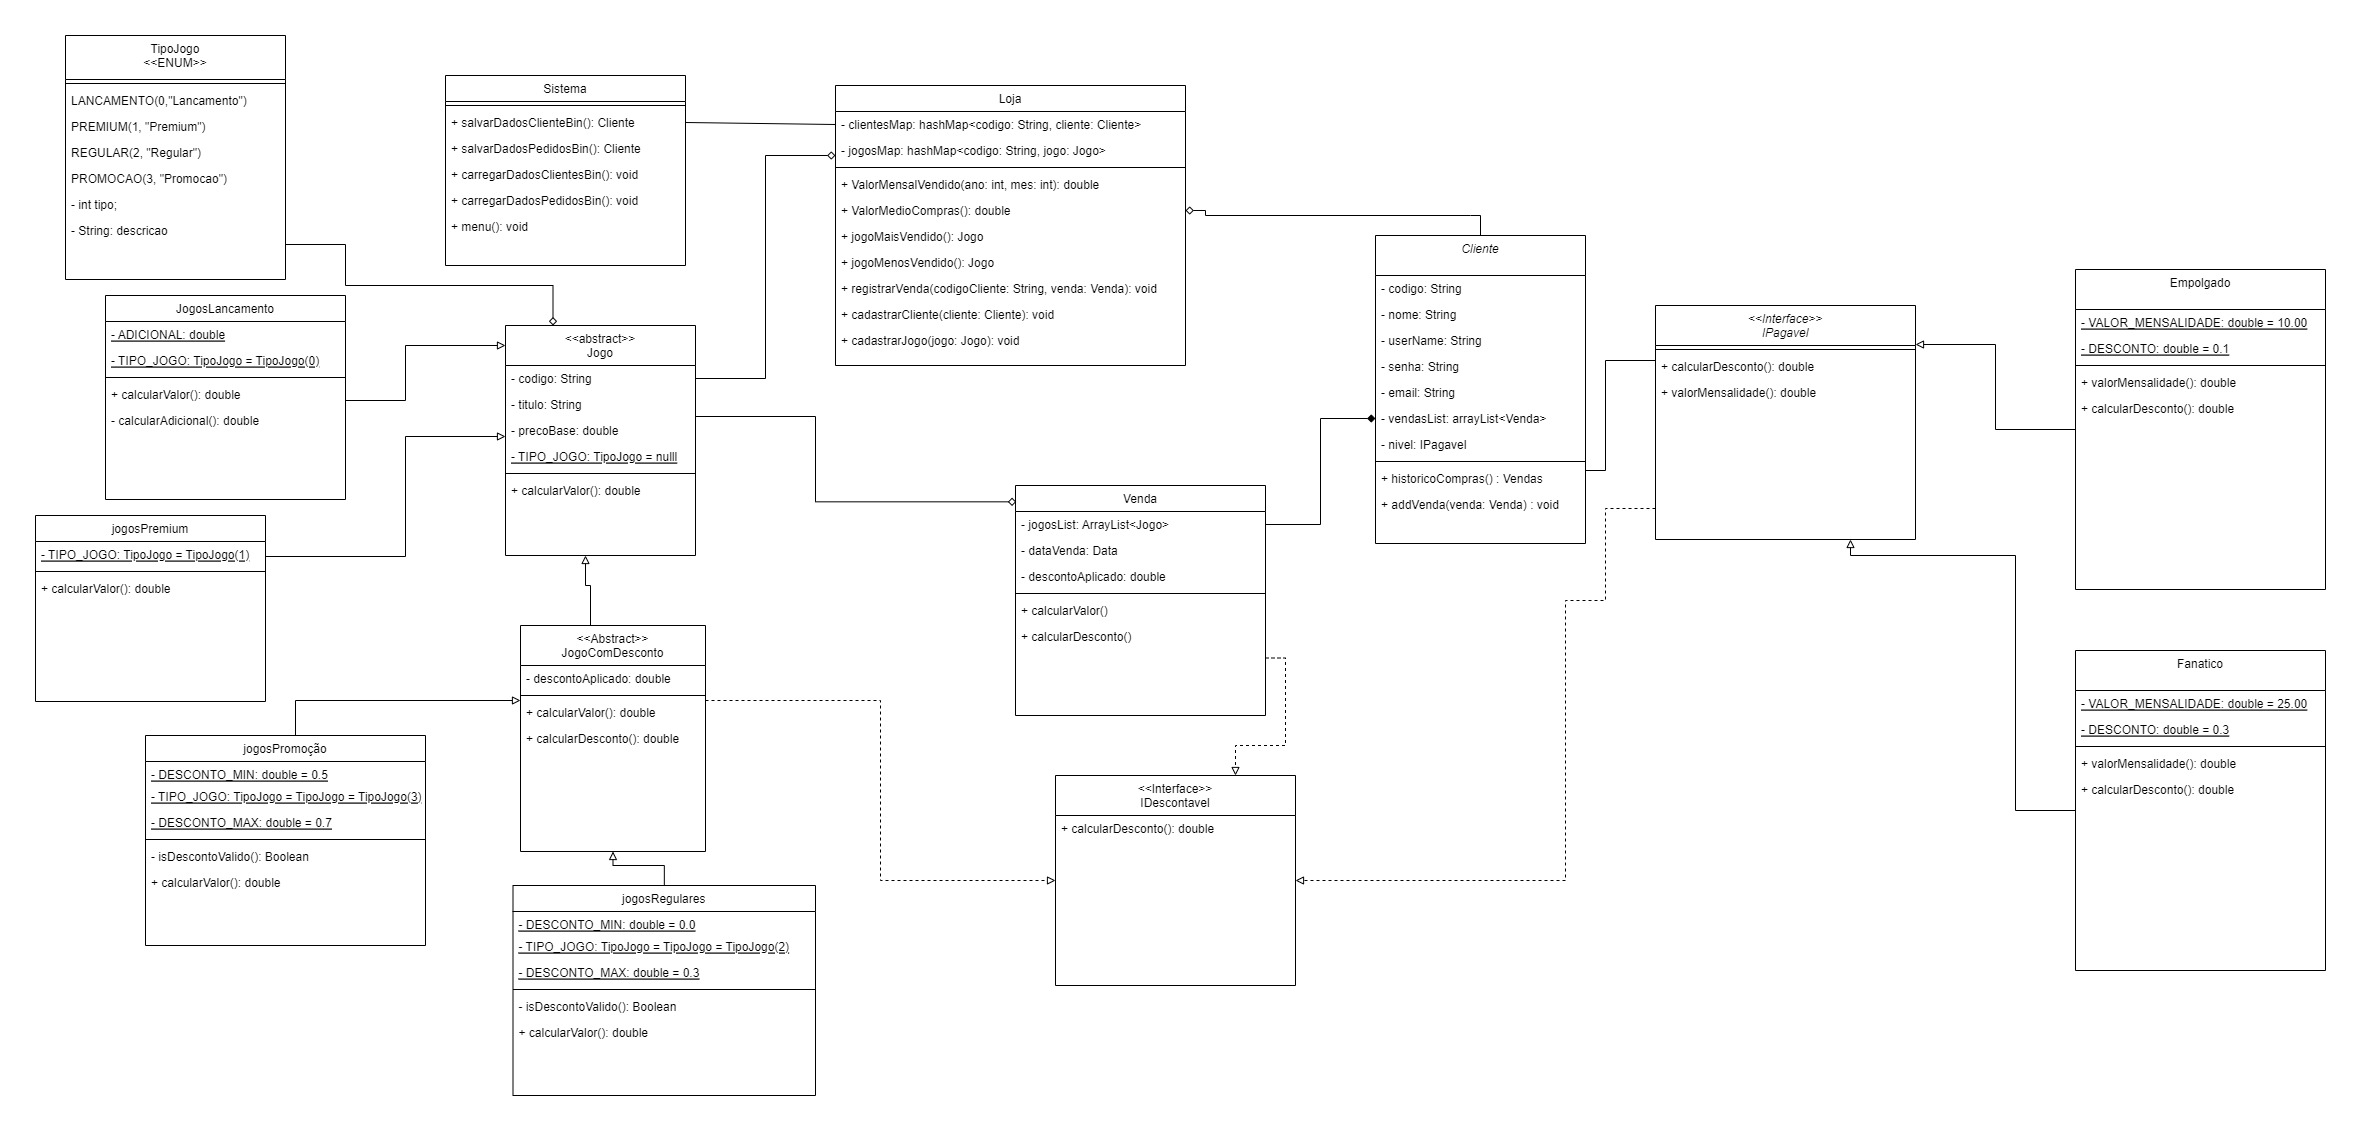 TipoJogo
<<ENUM>>
LANCAMENTO(0,"Lancamento")
PREMIUM(1, "Premium")
REGULAR(2, "Regular")
PROMOCAO(3, "Promocao")
- int tipo;
- String: descricao
Sistema
+ salvarDadosClienteBin(): Cliente
+ salvarDadosPedidosBin(): Cliente
+ carregarDadosClientesBin(): void
+ carregarDadosPedidosBin(): void
+ menu(): void
Loja
- clientesMap: hashMap<codigo: String, cliente: Cliente>
- jogosMap: hashMap<codigo: String, jogo: Jogo>
+ ValorMensalVendido(ano: int, mes: int): double
+ ValorMedioCompras(): double
+ jogoMaisVendido(): Jogo
+ jogoMenosVendido(): Jogo
+ registrarVenda(codigoCliente: String, venda: Venda): void
+ cadastrarCliente(cliente: Cliente): void
+ cadastrarJogo(jogo: Jogo): void
Cliente
- codigo: String
- nome: String
- userName: String
- senha: String
- email: String
- vendasList: arrayList<Venda>
- nivel: IPagavel
+ historicoCompras() : Vendas
+ addVenda(venda: Venda) : void
<<Interface>>
IPagavel
+ calcularDesconto(): double
+ valorMensalidade(): double
Empolgado
- VALOR_MENSALIDADE: double = 10.00
- DESCONTO: double = 0.1
+ valorMensalidade(): double
+ calcularDesconto(): double
JogosLancamento
- ADICIONAL: double
- TIPO_JOGO: TipoJogo = TipoJogo(0)
+ calcularValor(): double
- calcularAdicional(): double
<<abstract>>
Jogo
- codigo: String
- titulo: String
- precoBase: double
- TIPO_JOGO: TipoJogo = nulll
+ calcularValor(): double
jogosPremium
- TIPO_JOGO: TipoJogo = TipoJogo(1)
+ calcularValor(): double
Venda
- jogosList: ArrayList<Jogo>
- dataVenda: Data
- descontoAplicado: double
+ calcularValor()
+ calcularDesconto()
<<Abstract>>
JogoComDesconto
- descontoAplicado: double
+ calcularValor(): double
+ calcularDesconto(): double
Fanatico
- VALOR_MENSALIDADE: double = 25.00
- DESCONTO: double = 0.3
+ valorMensalidade(): double
+ calcularDesconto(): double
jogosPromoção
- DESCONTO_MIN: double = 0.5
- TIPO_JOGO: TipoJogo = TipoJogo = TipoJogo(3)
- DESCONTO_MAX: double = 0.7
- isDescontoValido(): Boolean
+ calcularValor(): double
<<Interface>>
IDescontavel
+ calcularDesconto(): double
jogosRegulares
- DESCONTO_MIN: double = 0.0
- TIPO_JOGO: TipoJogo = TipoJogo = TipoJogo(2)
- DESCONTO_MAX: double = 0.3
- isDescontoValido(): Boolean
+ calcularValor(): double